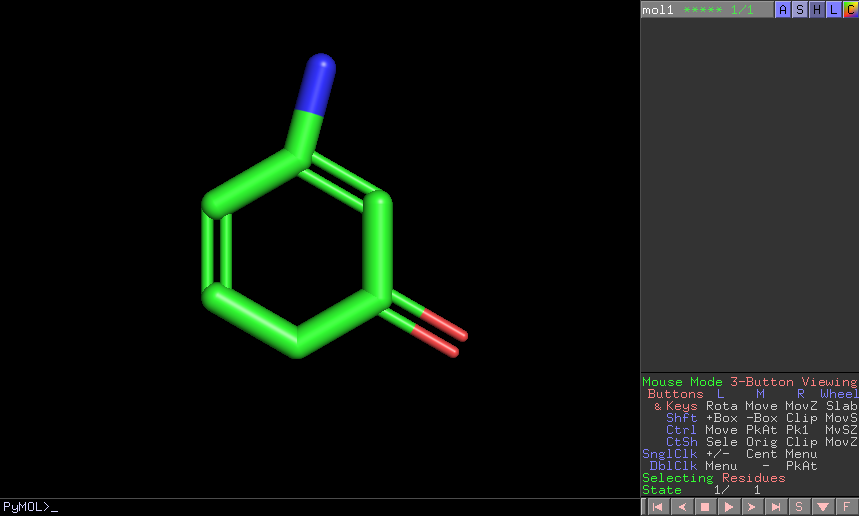 mol1 ***** 1/1 A S H L C
Mouse Mode 3-Button Viewing
Buttons L M R Wheel
& Keys Rota Move MovZ Slab
Shft +Box -Box Clip MovS
Ctrl Move PkAt Pk1 MvSZ
CtSh Sele Orig Clip MovZ
SnglClk +/- Cent Menu
DblClk Menu - PkAt
Selecting Residues
State 1/ 1
S F
PyMOL>_